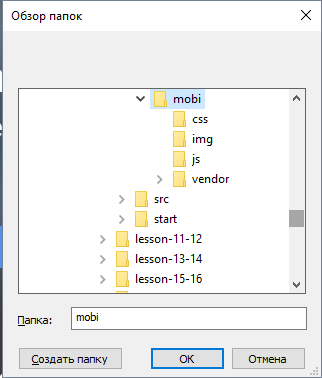 Обзор папок
mobi
css
img
js
vendor
src
start
lesson-11-12
lesson-13-14
lesson-15-16
Папка: mobi
Создать папку OK Отмена